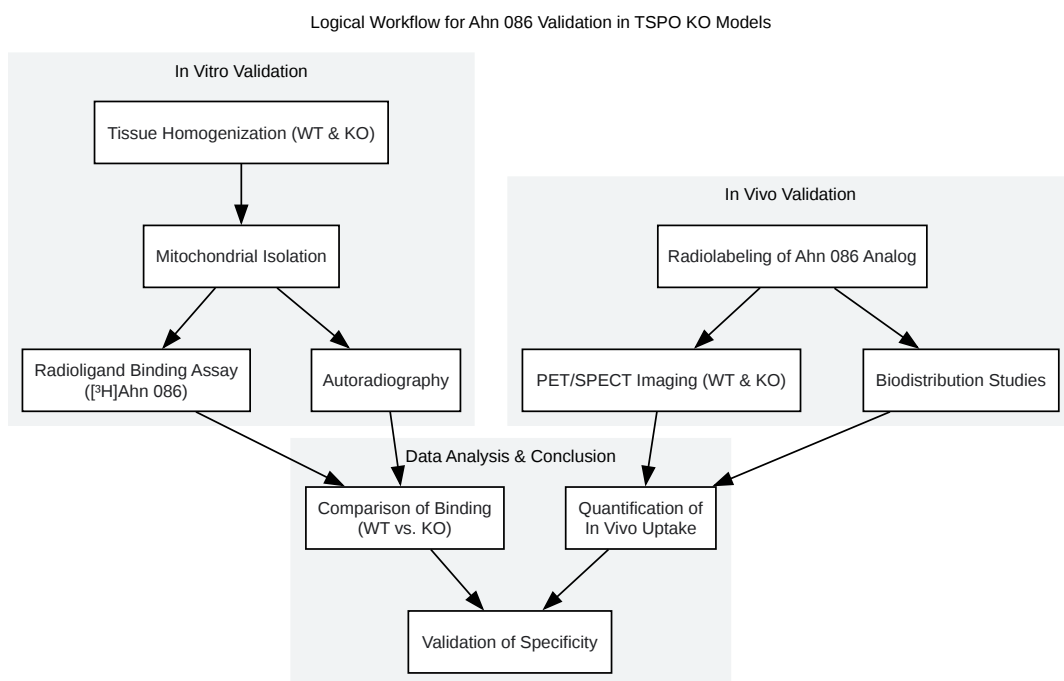 Logical Workflow for Ahn 086 Validation in TSPO KO Models
In Vitro Validation
Tissue Homogenization (WT & KO)
Mitochondrial Isolation
Radioligand Binding Assay
([³H]Ahn 086)
Autoradiography
In Vivo Validation
Radiolabeling of Ahn 086 Analog
PET/SPECT Imaging (WT & KO)
Biodistribution Studies
Data Analysis & Conclusion
Comparison of Binding
(WT vs. KO)
Quantification of
In Vivo Uptake
Validation of Specificity